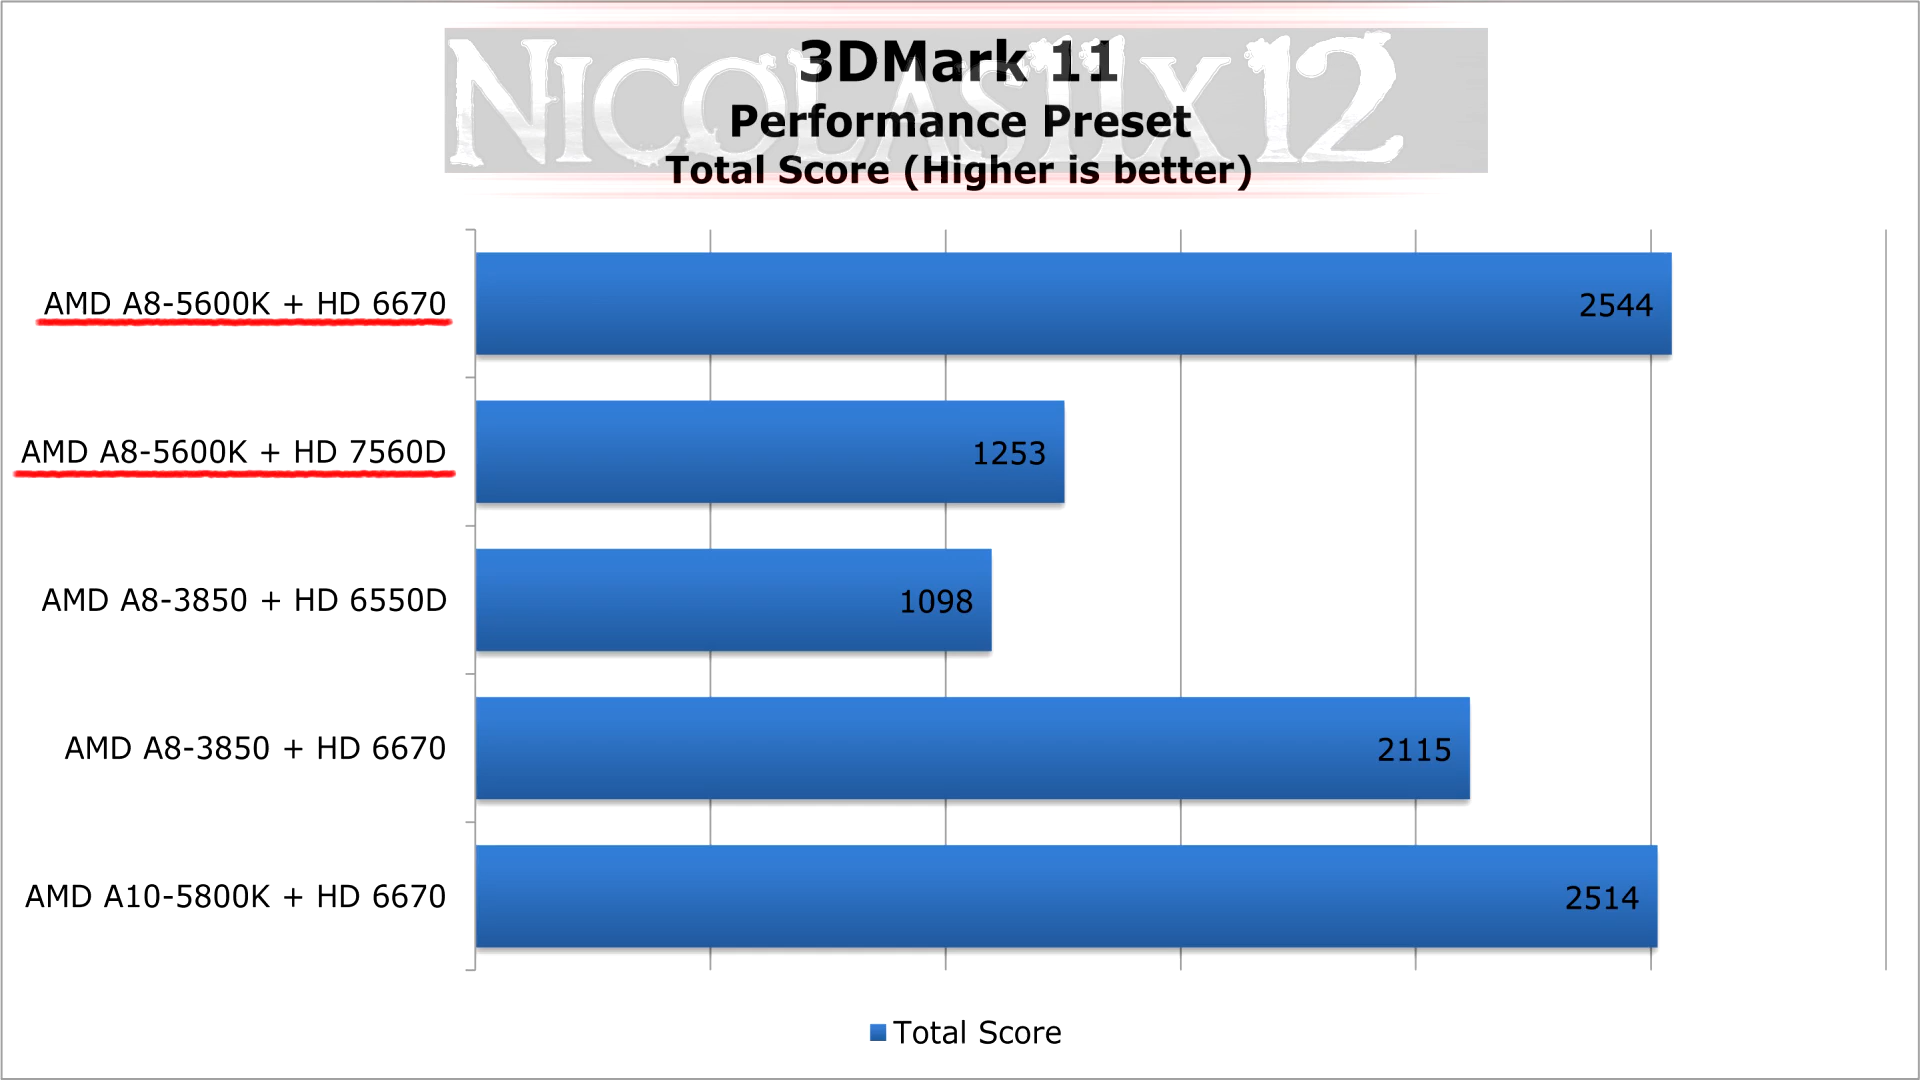 NICOLAS11X12
3DMark 11
Performance Preset
Total Score (Higher is better)
AMD A8-5600K + HD 6670
2544
AMD A8-5600K + HD 7560D
1253
AMD A8-3850 + HD 6550D
1098
AMD A8-3850 + HD 6670
2115
AMD A10-5800K + HD 6670
2514
Total Score